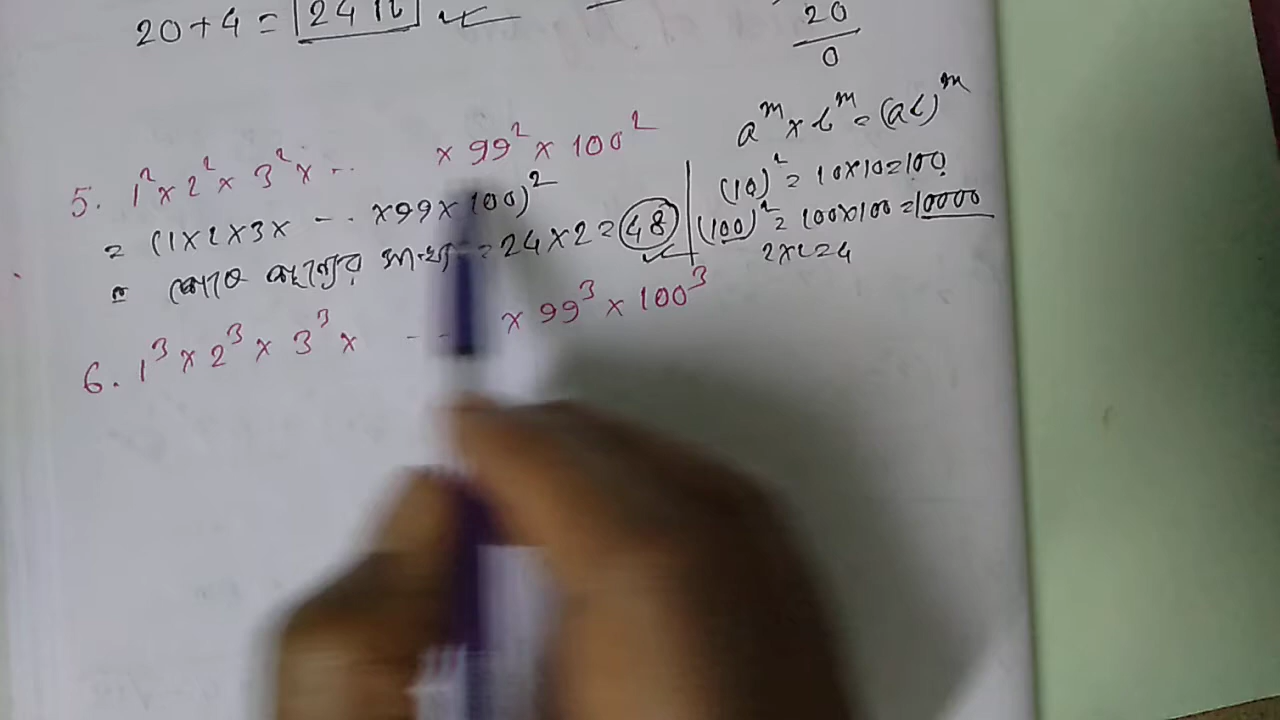 20+4 = 24 টি
20
0
5. 1² × 2² × 3² × ... × 99² × 100²
= (1×2×3× ... ×99×100)²
= মোট শূন্যের সংখ্যা = 24×2 = 48
aᵐ × bᵐ = (ab)ᵐ
(10)² = 10×10=100
(100)² = 100×100 = 10000
2×2=4
6. 1³ × 2³ × 3³ × ... × 99³ × 100³